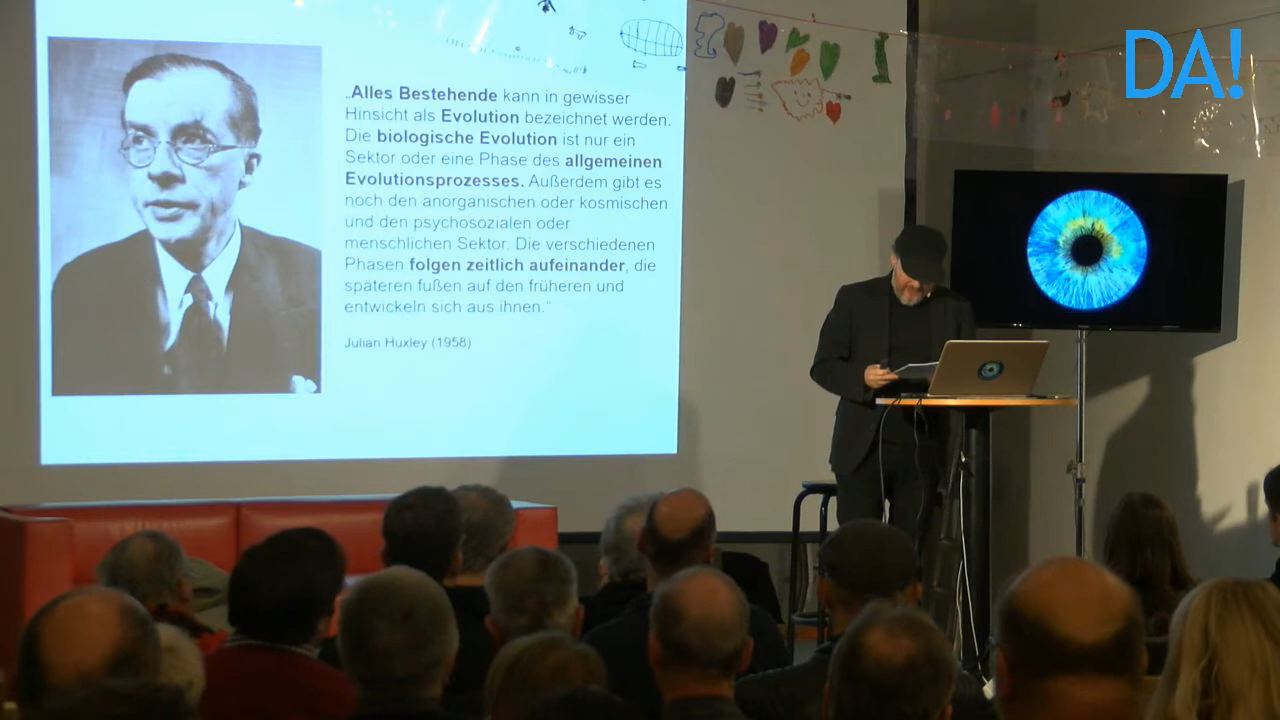 DA!
„Alles Bestehende kann in gewisser
Hinsicht als Evolution bezeichnet werden.
Die biologische Evolution ist nur ein
Sektor oder eine Phase des allgemeinen
Evolutionsprozesses. Außerdem gibt es
noch den anorganischen oder kosmischen
und den psychosozialen oder
menschlichen Sektor. Die verschiedenen
Phasen folgen zeitlich aufeinander, die
späteren fußen auf den früheren und
entwickeln sich aus ihnen.“
Julian Huxley (1958)